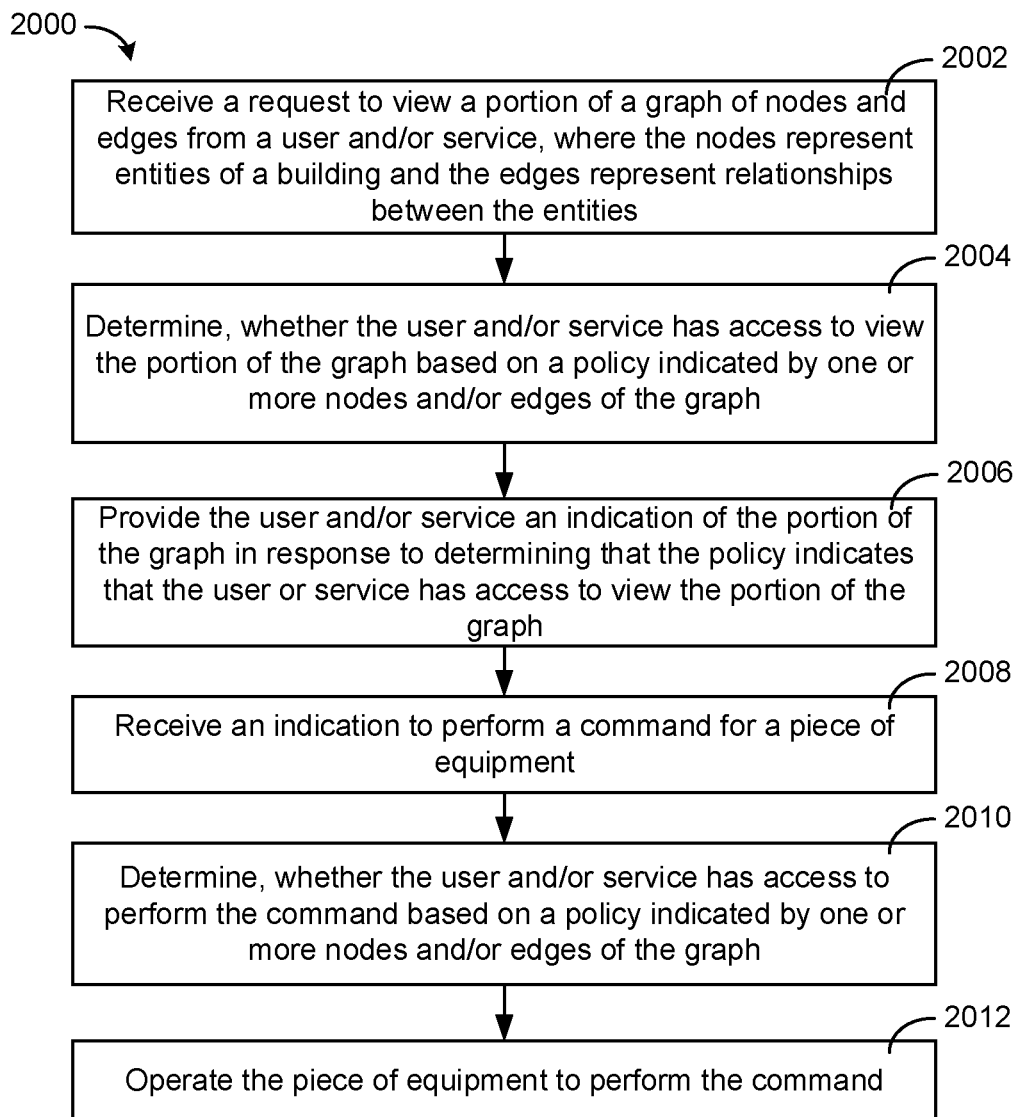 2000
2002
Receive a request to view a portion of a graph of nodes and
edges from a user and/or service, where the nodes represent
entities of a building and the edges represent relationships
between the entities
2004
Determine, whether the user and/or service has access to view
the portion of the graph based on a policy indicated by one or
more nodes and/or edges of the graph
2006
Provide the user and/or service an indication of the portion of
the graph in response to determining that the policy indicates
that the user or service has access to view the portion of the
graph
2008
Receive an indication to perform a command for a piece of
equipment
2010
Determine, whether the user and/or service has access to
perform the command based on a policy indicated by one or
more nodes and/or edges of the graph
2012
Operate the piece of equipment to perform the command